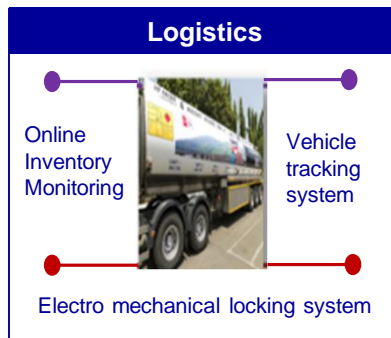 Logistics
Online
Inventory
Monitoring
Vehicle
tracking
system
Electro mechanical locking system